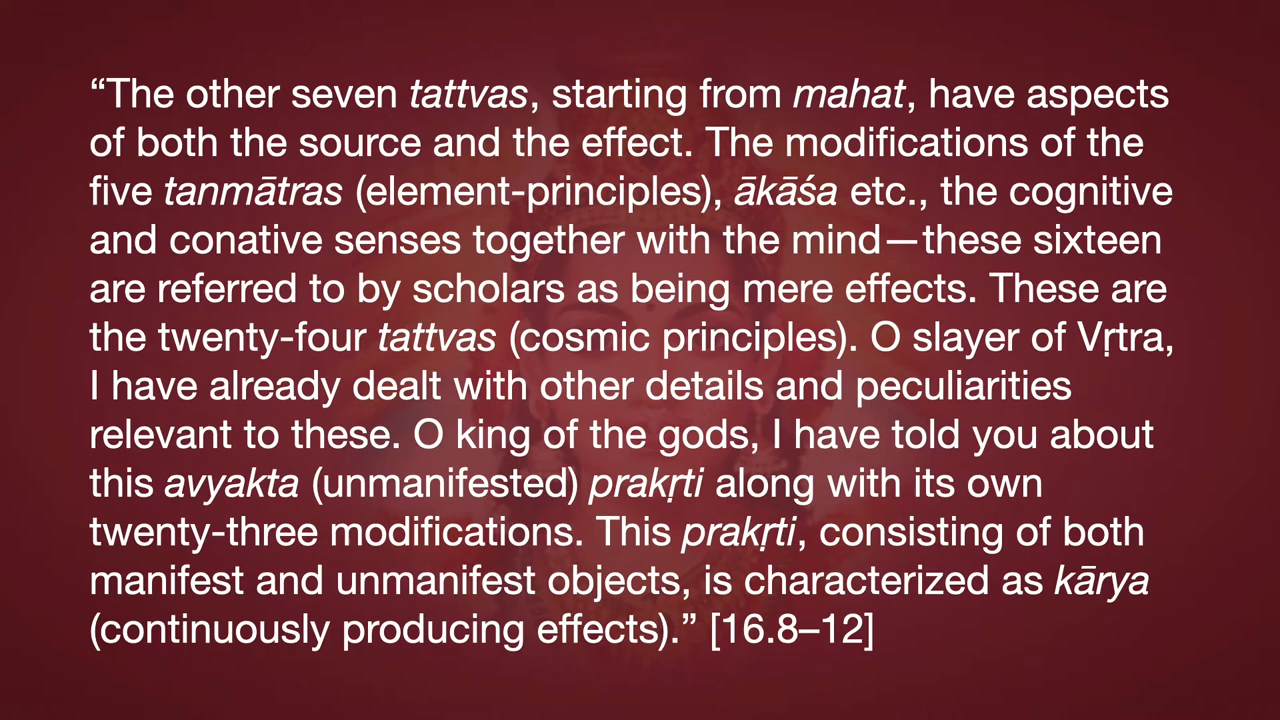 “The other seven tattvas, starting from mahat, have aspects
of both the source and the effect. The modifications of the
five tanmātras (element-principles), ākāśa etc., the cognitive
and conative senses together with the mind—these sixteen
are referred to by scholars as being mere effects. These are
the twenty-four tattvas (cosmic principles). O slayer of Vṛtra,
I have already dealt with other details and peculiarities
relevant to these. O king of the gods, I have told you about
this avyakta (unmanifested) prakṛti along with its own
twenty-three modifications. This prakṛti, consisting of both
manifest and unmanifest objects, is characterized as kārya
(continuously producing effects).” [16.8–12]